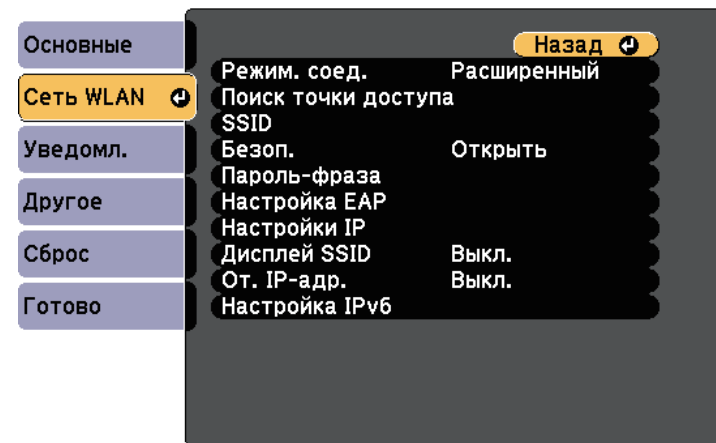 Основные
Сеть WLAN
Уведомл.
Другое
Сброс
Готово
Назад
Режим. соед. Расширенный
Поиск точки доступа
SSID
Безоп. Открыть
Пароль-фраза
Настройка EAP
Настройки IP
Дисплей SSID Выкл.
От. IP-адр. Выкл.
Настройка IPv6